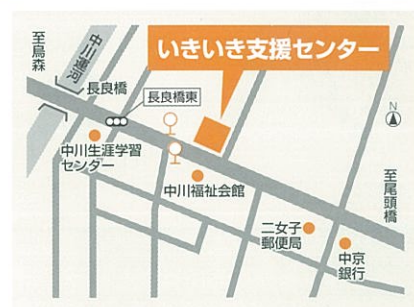 いきいき支援センター
至烏森
中川運河
長良橋
長良橋東
N
中川生涯学習
センター
中川福祉会館
至尾頭橋
二女子
郵便局
中京
銀行